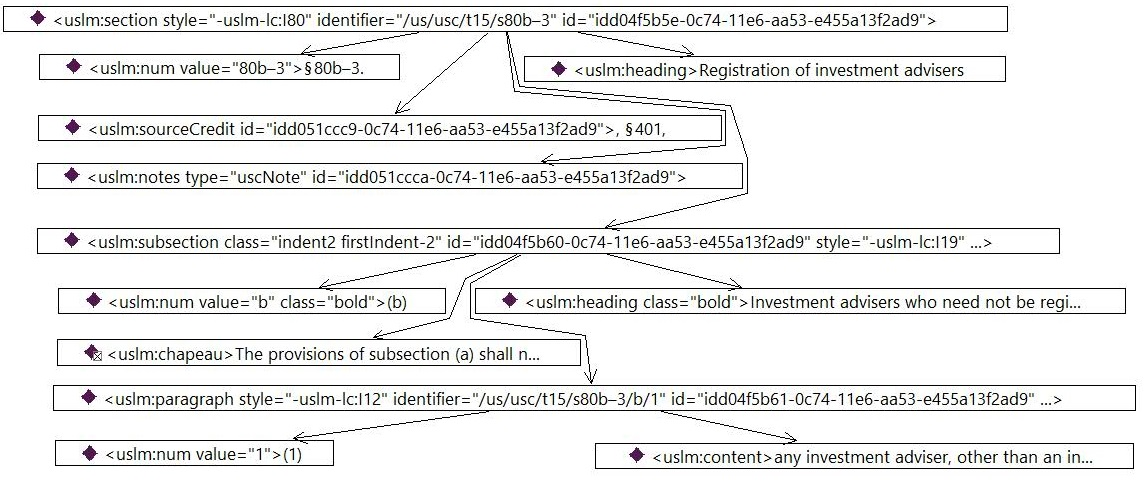 <uslm:section style="-uslm-lc:I80" identifier="/us/usc/t15/s80b–3" id="idd04f5b5e-0c74-11e6-aa53-e455a13f2ad9">
<uslm:num value="80b–3">§80b–3.
<uslm:heading>Registration of investment advisers
<uslm:sourceCredit id="idd051ccc9-0c74-11e6-aa53-e455a13f2ad9">, §401,
<uslm:notes type="uscNote" id="idd051ccca-0c74-11e6-aa53-e455a13f2ad9">
<uslm:subsection class="indent2 firstIndent-2" id="idd04f5b60-0c74-11e6-aa53-e455a13f2ad9" style="-uslm-lc:I19" ...>
<uslm:num value="b" class="bold">(b)
<uslm:heading class="bold">Investment advisers who need not be regi...
<uslm:chapeau>The provisions of subsection (a) shall n...
<uslm:paragraph style="-uslm-lc:I12" identifier="/us/usc/t15/s80b–3/b/1" id="idd04f5b61-0c74-11e6-aa53-e455a13f2ad9" ...>
<uslm:num value="1">(1)
<uslm:content>any investment adviser, other than an in...